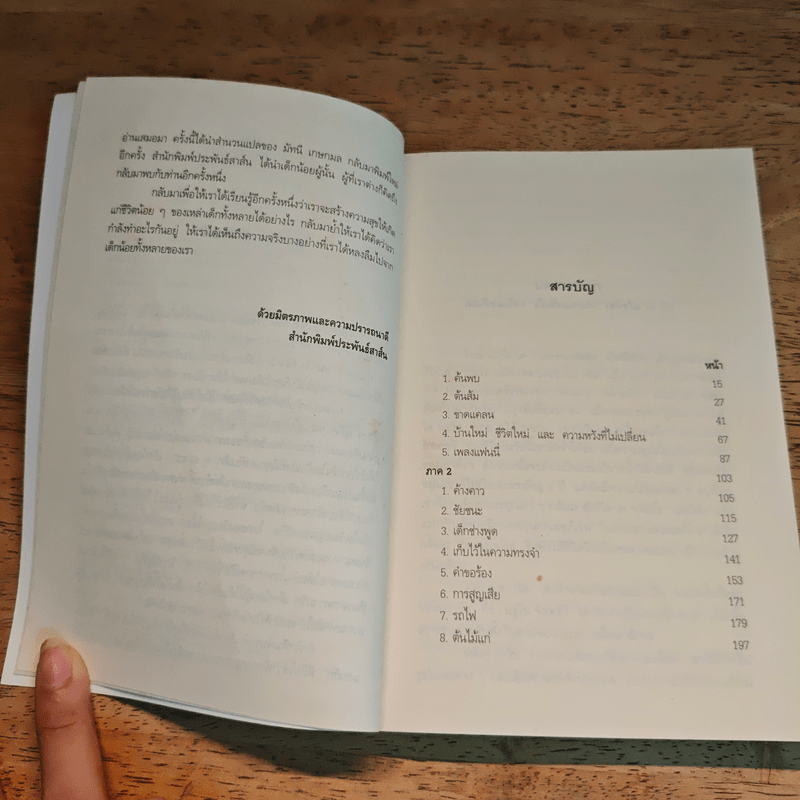 อ่านเสมอมา ครั้งนี้ได้นำสำนวนแปลของ มัทนี เกษกมล กลับมาพิมพ์ใหม่
อีกครั้ง สำนักพิมพ์ประพันธ์สาส์น ได้นำเด็กน้อยผู้นั้น ผู้ที่เราต่างก็คิดถึง
กลับมาพบกับท่านอีกครั้งหนึ่ง
กลับมาเพื่อให้เราได้เรียนรู้อีกครั้งหนึ่งว่าเราจะสร้างความสุขให้เกิด
แก่ชีวิตน้อย ๆ ของเหล่าเด็กทั้งหลายได้อย่างไร กลับมาย้ำให้เราได้คิดว่าเรา
กำลังทำอะไรกันอยู่ ให้เราได้เห็นถึงความจริงบางอย่างที่เราได้หลงลืมไปจาก
เด็กน้อยทั้งหลายของเรา
ด้วยมิตรภาพและความปรารถนาดี
สำนักพิมพ์ประพันธ์สาส์น
สารบัญ
หน้า
1. ค้นพบ 15
2. ต้นส้ม 27
3. ขาดแคลน 41
4. บ้านใหม่ ชีวิตใหม่ และ ความหวังที่ไม่เปลี่ยน 67
5. เพลงแฟนนี่ 87
ภาค 2 103
1. ค้างคาว 105
2. ชัยชนะ 115
3. เด็กช่างพูด 127
4. เก็บไว้ในความทรงจำ 141
5. คำขอร้อง 153
6. การสูญเสีย 171
7. รถไฟ 179
8. ต้นไม้แก่ 197